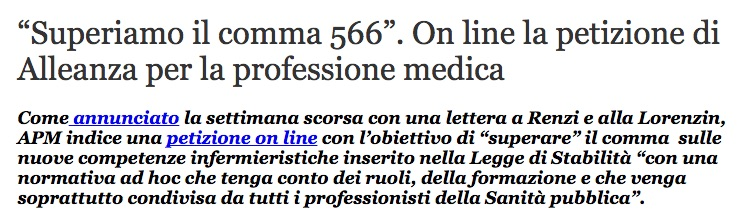 “Superiamo il comma 566”. On line la petizione di
Alleanza per la professione medica
Come annunciato la settimana scorsa con una lettera a Renzi e alla Lorenzin,
APM indice una petizione on line con l’obiettivo di “superare” il comma sulle
nuove competenze infermieristiche inserito nella Legge di Stabilità “con una
normativa ad hoc che tenga conto dei ruoli, della formazione e che venga
soprattutto condivisa da tutti i professionisti della Sanità pubblica”.